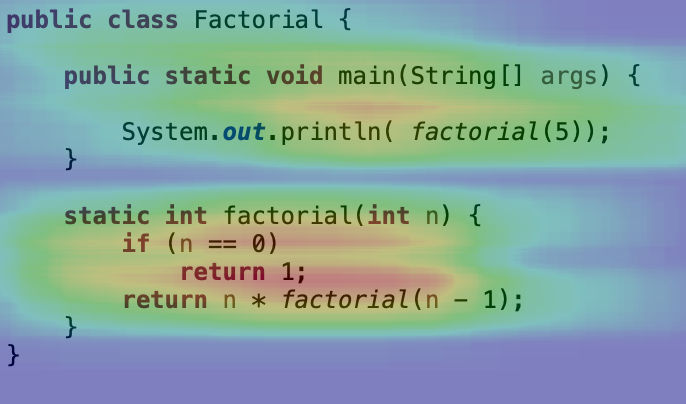 public class Factorial {
public static void main(String[] args) {
System.out.println( factorial(5));
}
static int factorial(int n) {
if (n == 0)
return 1;
return n * factorial(n - 1);
}
}